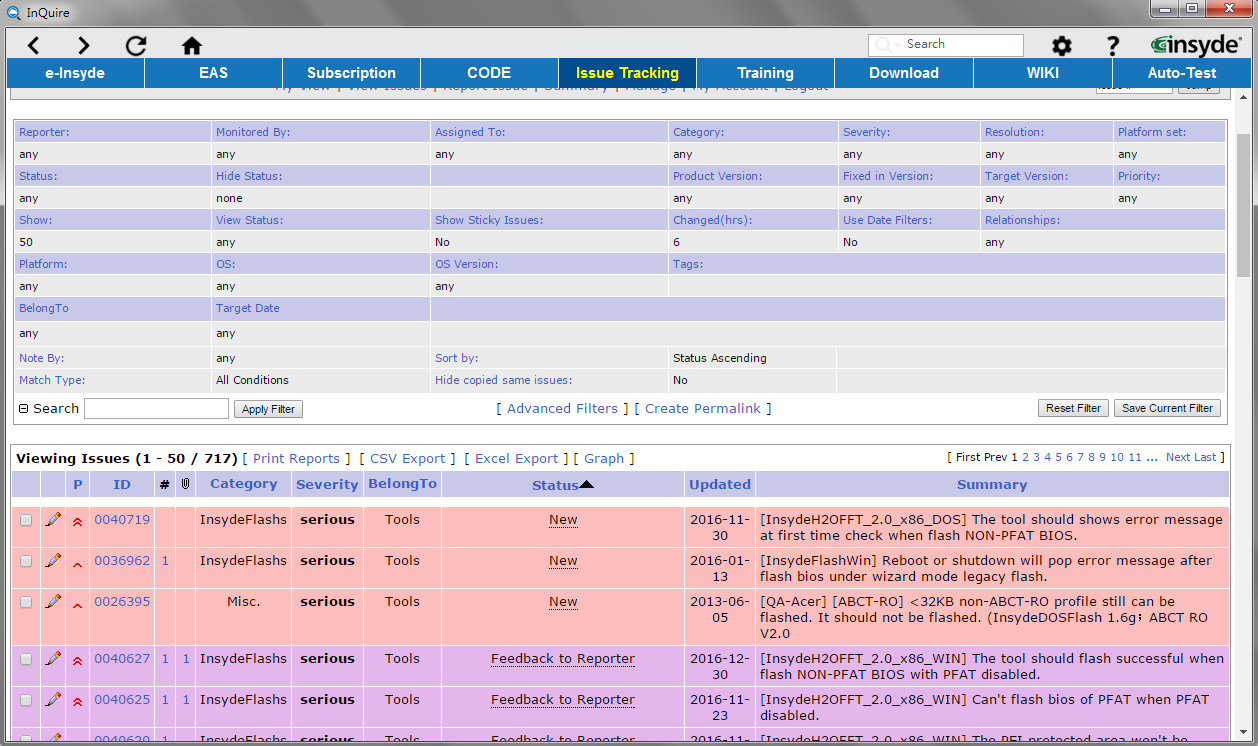 InQuire
Search
?
insyde
e-Insyde EAS Subscription CODE Issue Tracking Training Download WIKI Auto-Test
My View | View Issues | Report Issue | Summary | Manage | My Account | Logout
Reporter: Monitored By: Assigned To: Category: Severity: Resolution: Platform set:
any any any any any any any
Status: Hide Status: Product Version: Fixed in Version: Target Version: Priority:
any none any any any any
Show: View Status: Show Sticky Issues: Changed(hrs): Use Date Filters: Relationships:
50 any No 6 No any
Platform: OS: OS Version: Tags:
any any any
BelongTo Target Date
any any
Note By: any Sort by: Status Ascending
Match Type: All Conditions Hide copied same issues: No
Search Apply Filter [ Advanced Filters ] [ Create Permalink ] Reset Filter Save Current Filter
Viewing Issues (1 - 50 / 717) [ Print Reports ] [ CSV Export ] [ Excel Export ] [ Graph ] [ First Prev 1 2 3 4 5 6 7 8 9 10 11 ... Next Last ]
P ID # Category Severity BelongTo Status Updated Summary
0040719 InsydeFlashs serious Tools New 2016-11-30 [InsydeH2OFFT_2.0_x86_DOS] The tool should shows error message
at first time check when flash NON-PFAT BIOS.
0036962 1 InsydeFlashs serious Tools New 2016-01-13 [InsydeFlashWin] Reboot or shutdown will pop error message after
flash bios under wizard mode legacy flash.
0026395 Misc. serious Tools New 2013-06-05 [QA-Acer] [ABCT-RO] <32KB non-ABCT-RO profile still can be
flashed. It should not be flashed. (InsydeDOSFlash 1.6g; ABCT RO
V2.0
0040627 1 1 InsydeFlashs serious Tools Feedback to Reporter 2016-12-30 [InsydeH2OFFT_2.0_x86_WIN] The tool should flash successful when
flash NON-PFAT BIOS with PFAT disabled.
0040625 1 1 InsydeFlashs serious Tools Feedback to Reporter 2016-11-23 [InsydeH2OFFT_2.0_x86_WIN] Can't flash bios of PFAT when PFAT
disabled.
1 1 InsydeFlashs serious Tools Feedback to Reporter 2016-11- [InsydeH2OFFT_2.0_x86_WIN] The protected area won't be